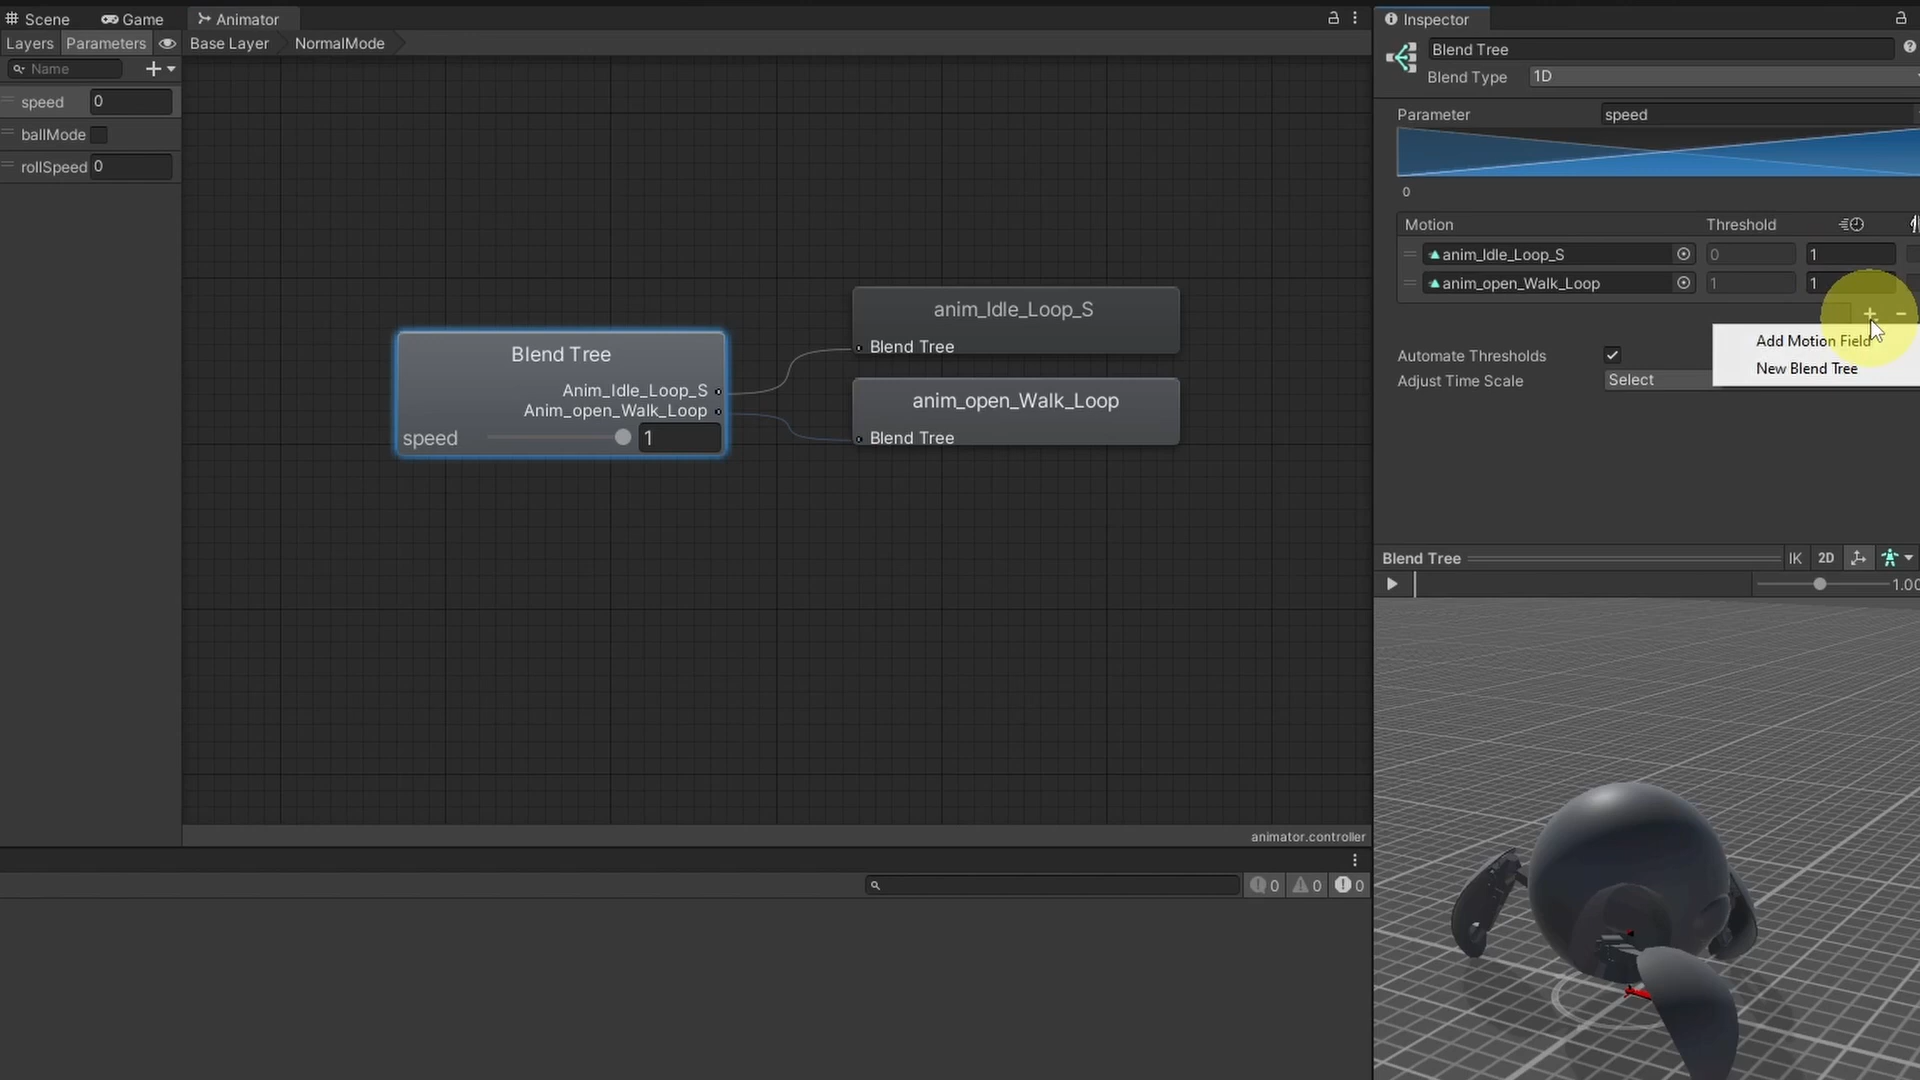 Scene
Game
Animator
Layers
Parameters
Base Layer
NormalMode
Name
speed
0
ballMode
rollSpeed
0
Blend Tree
Anim_Idle_Loop_S
Anim_open_Walk_Loop
speed
1
anim_Idle_Loop_S
Blend Tree
anim_open_Walk_Loop
Blend Tree
animator.controller
0
0
0
Inspector
Blend Tree
Blend Type
1D
Parameter
speed
0
Motion
Threshold
anim_Idle_Loop_S
0
1
anim_open_Walk_Loop
1
1
+
−
Add Motion Field
New Blend Tree
Automate Thresholds
Adjust Time Scale
Select
Blend Tree
IK
2D
1.00